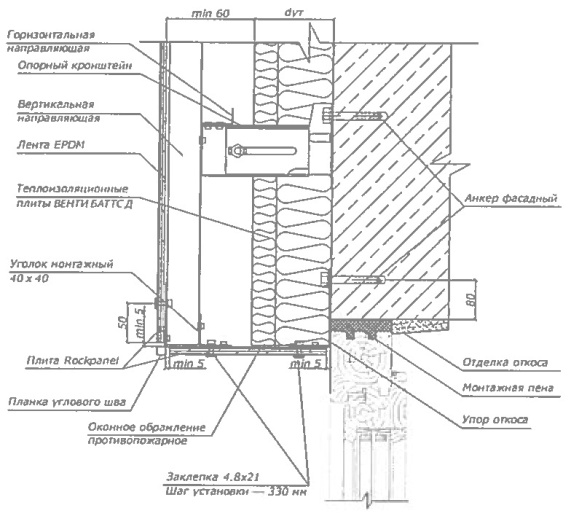 min 60
dут
Горизонтальная
направляющая
Опорный кронштейн
Вертикальная
направляющая
Лента EPDM
Теплоизоляционные
плиты ВЕНТИ БАТТС Д
Анкер фасадный
Уголок монтажный
40 x 40
50
min 5
80
Плита Rockpanel
min 5
min 5
Отделка откоса
Планка углового шва
Монтажная пена
Оконное обрамление
противопожарное
Упор откоса
Заклепка 4.8x21
Шаг установки — 330 мм